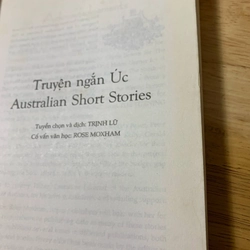 Truyện ngắn Úc
Australian Short Stories
Tuyển chọn và dịch: TRỊNH LỮ
Cố vấn văn học: ROSE MOXHAM